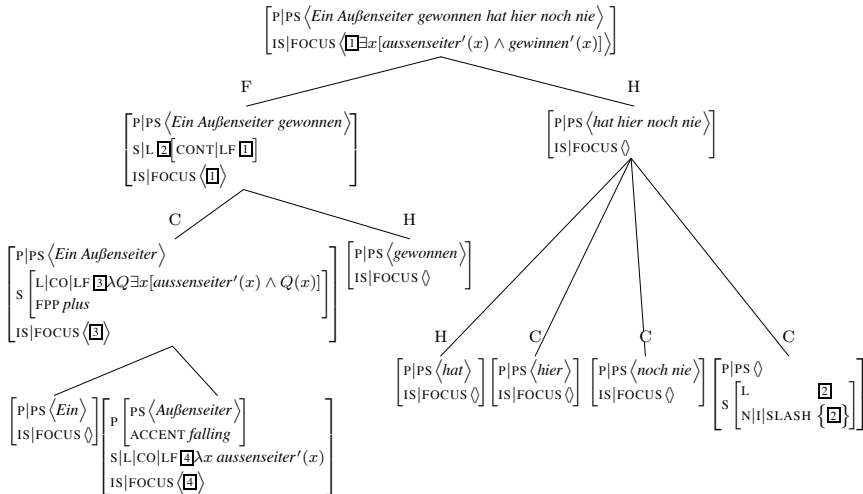 P|PS ⟨Ein Außenseiter gewonnen hat hier noch nie⟩
IS|FOCUS ⟨[1]∃x[aussenseiter′(x) ∧ gewinnen′(x)]⟩
F
H
P|PS ⟨Ein Außenseiter gewonnen⟩
S|L [2][CONT|LF [1]]
IS|FOCUS ⟨[1]⟩
P|PS ⟨hat hier noch nie⟩
IS|FOCUS ⟨⟩
C
H
P|PS ⟨Ein Außenseiter⟩
S [L|CO|LF [3]λQ∃x[aussenseiter′(x) ∧ Q(x)]
FPP plus]
IS|FOCUS ⟨[3]⟩
P|PS ⟨gewonnen⟩
IS|FOCUS ⟨⟩
H
C
C
C
P|PS ⟨hat⟩
IS|FOCUS ⟨⟩
P|PS ⟨hier⟩
IS|FOCUS ⟨⟩
P|PS ⟨noch nie⟩
IS|FOCUS ⟨⟩
P|PS ⟨⟩
S [L [2]
N|I|SLASH {[2]}]
P|PS ⟨Ein⟩
IS|FOCUS ⟨⟩
P [PS ⟨Außenseiter⟩
ACCENT falling]
S|L|CO|LF [4]λx aussenseiter′(x)
IS|FOCUS ⟨[4]⟩